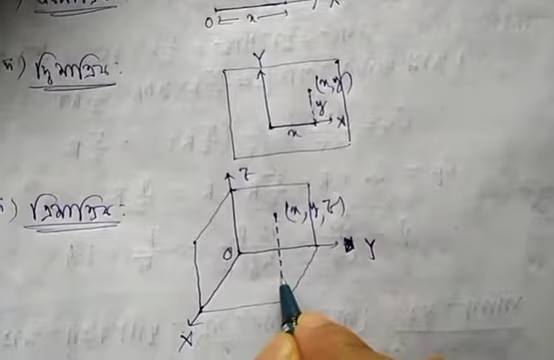 O x X
ii) দ্বিমাত্রিক:
Y
(x,y)
y
x X
iii) ত্রিমাত্রিক:
Z
(x,y,z)
O Y
X